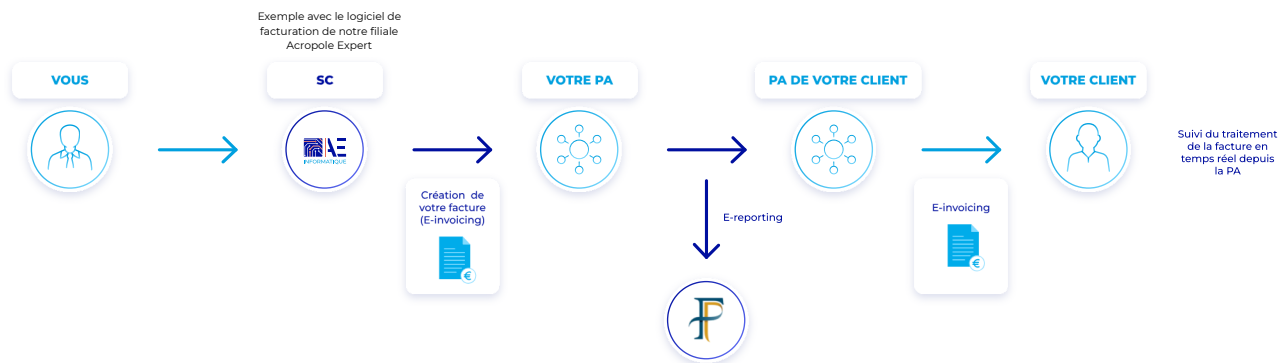 Exemple avec le logiciel de
facturation de notre filiale
Acropole Expert
VOUS
SC
VOTRE PA
PA DE VOTRE CLIENT
VOTRE CLIENT
AE
INFORMATIQUE
Suivi du traitement
de la facture en
temps réel depuis
la PA
Création de
votre facture
(E-invoicing)
€
E-reporting
E-invoicing
€